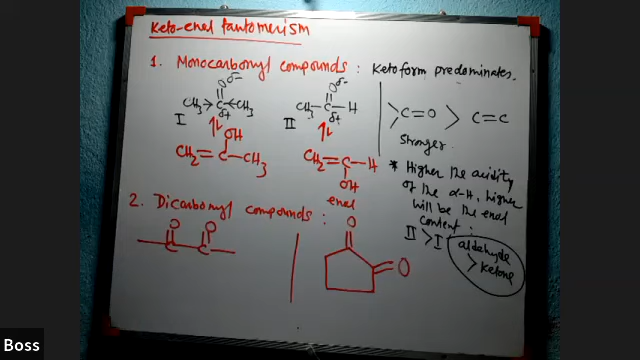 Keto-enol tautomerism
1. Monocarbonyl compounds : Keto form predominates.
O δ- O δ-
CH3 → C ← CH3 CH3 - C - H
δ+ δ+
I II
OH
CH2 = C - CH3 CH2 = C - H
OH
enol
C = O > C = C
stronger
* Higher the acidity
of the α-H, higher
will be the enol
content.
II > I
aldehyde
> Ketone
2. Dicarbonyl compounds :
O O O
C - C
O
Boss